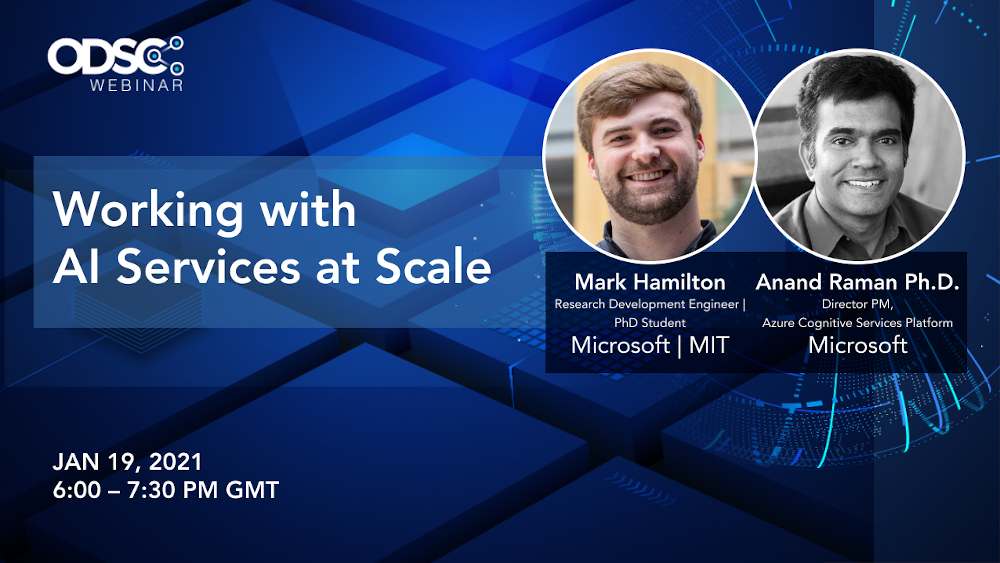 ODSC
WEBINAR
Working with
AI Services at Scale
Mark Hamilton
Research Development Engineer |
PhD Student
Microsoft | MIT
Anand Raman Ph.D.
Director PM,
Azure Cognitive Services Platform
Microsoft
JAN 19, 2021
6:00 – 7:30 PM GMT